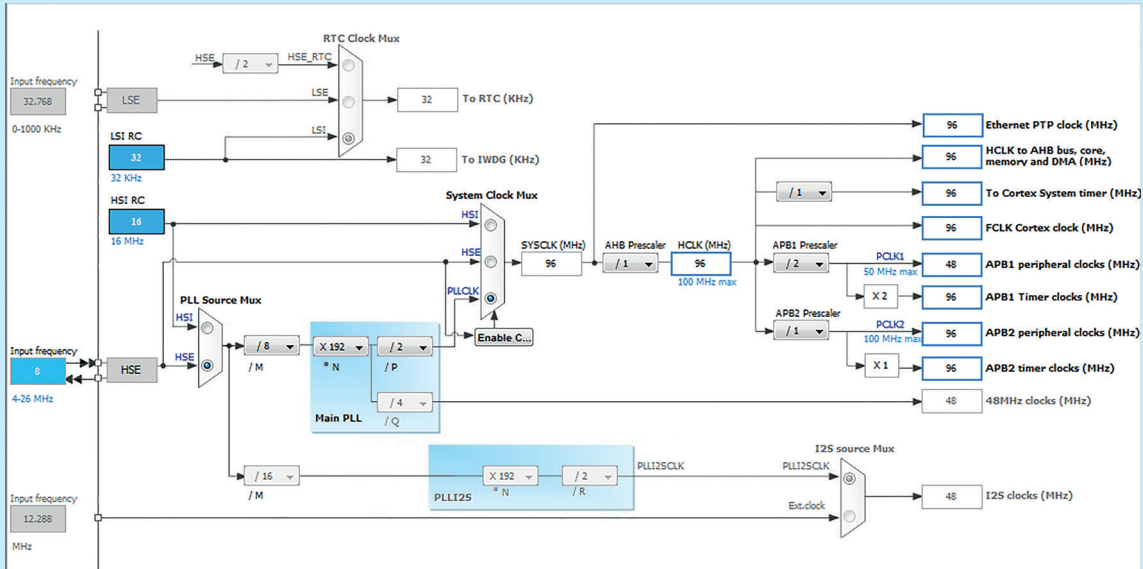 RTC Clock Mux
HSE
/ 2
HSE_RTC
Input frequency
32.768
0-1000 KHz
LSE
LSE
32
To RTC (KHz)
LSI RC
32
32 KHz
LSI
32
To IWDG (KHz)
HSI RC
16
16 MHz
System Clock Mux
HSI
HSE
PLLCLK
SYSCLK (MHz)
96
AHB Prescaler
/ 1
HCLK (MHz)
96
100 MHz max
Enable C...
96
Ethernet PTP clock (MHz)
96
HCLK to AHB bus, core,
memory and DMA (MHz)
/ 1
96
To Cortex System timer (MHz)
96
FCLK Cortex clock (MHz)
APB1 Prescaler
/ 2
PCLK1
50 MHz max
48
APB1 peripheral clocks (MHz)
X 2
96
APB1 Timer clocks (MHz)
APB2 Prescaler
/ 1
PCLK2
100 MHz max
96
APB2 peripheral clocks (MHz)
X 1
96
APB2 timer clocks (MHz)
48
48MHz clocks (MHz)
PLL Source Mux
HSI
HSE
Input frequency
8
4-26 MHz
HSE
/ 8
/ M
X 192
* N
/ 2
/ P
/ 4
/ Q
Main PLL
/ 16
/ M
X 192
* N
/ 2
/ R
PLLI2S
PLLI2SCLK
I2S source Mux
PLLI2SCLK
Ext.clock
48
I2S clocks (MHz)
Input frequency
12.288
MHz